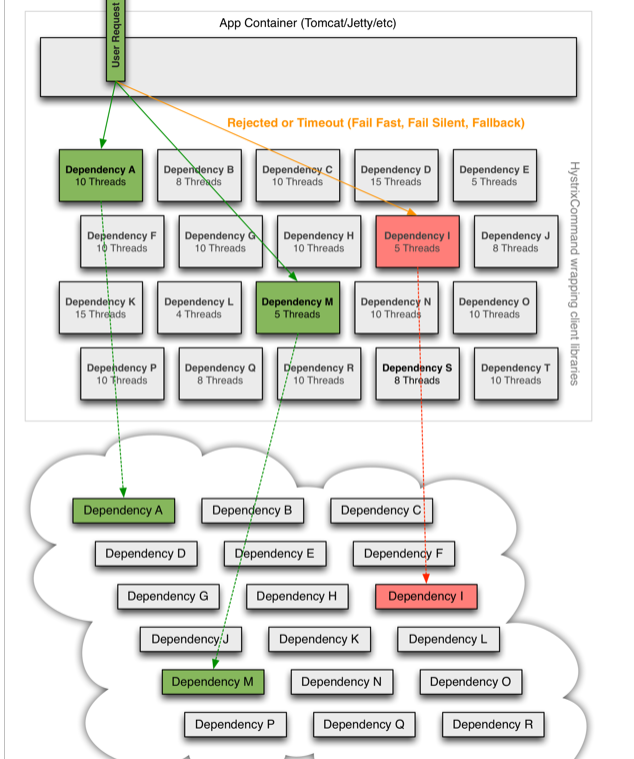 User Request
App Container (Tomcat/Jetty/etc)
Rejected or Timeout (Fail Fast, Fail Silent, Fallback)
Dependency A
10 Threads
Dependency B
8 Threads
Dependency C
10 Threads
Dependency D
15 Threads
Dependency E
5 Threads
Dependency F
10 Threads
Dependency G
10 Threads
Dependency H
10 Threads
Dependency I
5 Threads
Dependency J
8 Threads
Dependency K
15 Threads
Dependency L
4 Threads
Dependency M
5 Threads
Dependency N
10 Threads
Dependency O
10 Threads
Dependency P
10 Threads
Dependency Q
8 Threads
Dependency R
10 Threads
Dependency S
8 Threads
Dependency T
10 Threads
HystrixCommand wrapping client libraries
Dependency A
Dependency B
Dependency C
Dependency D
Dependency E
Dependency F
Dependency G
Dependency H
Dependency I
Dependency J
Dependency K
Dependency L
Dependency M
Dependency N
Dependency O
Dependency P
Dependency Q
Dependency R